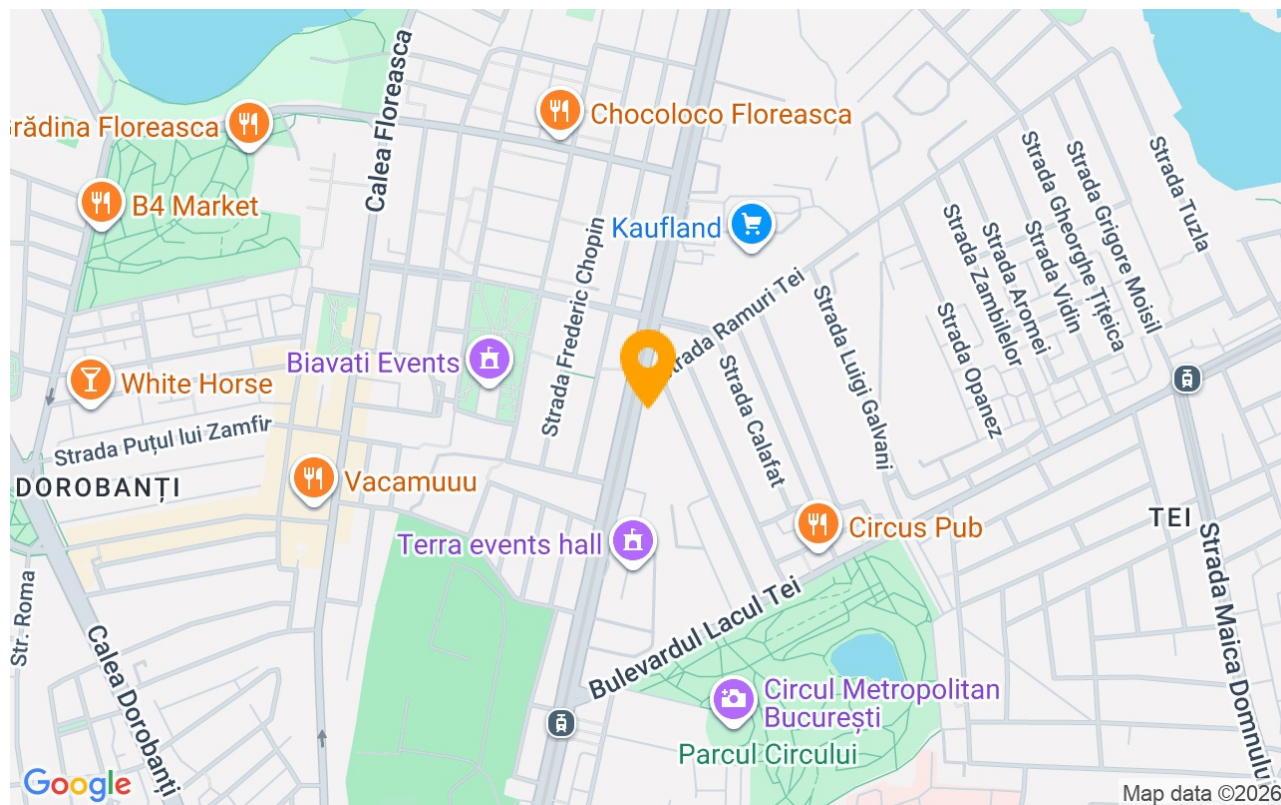 Calea Floreasca
Chocoloco Floreasca
Grădina Floreasca
B4 Market
Kaufland
Strada Tuzla
Strada Grigore Moisil
Strada Gheorghe Țițeica
Strada Vidin
Strada Aromei
Strada Zambilelor
Strada Opanez
Strada Frederic Chopin
Strada Ramuri Tei
Strada Luigi Galvani
Strada Calafat
Biavati Events
White Horse
Strada Puțul lui Zamfir
DOROBANȚI
Vacamuuu
Terra events hall
Circus Pub
TEI
Strada Maica Domnului
Bulevardul Lacul Tei
Str. Roma
Calea Dorobanți
Circul Metropolitan
București
Parcul Circului
Google
Map data ©2026